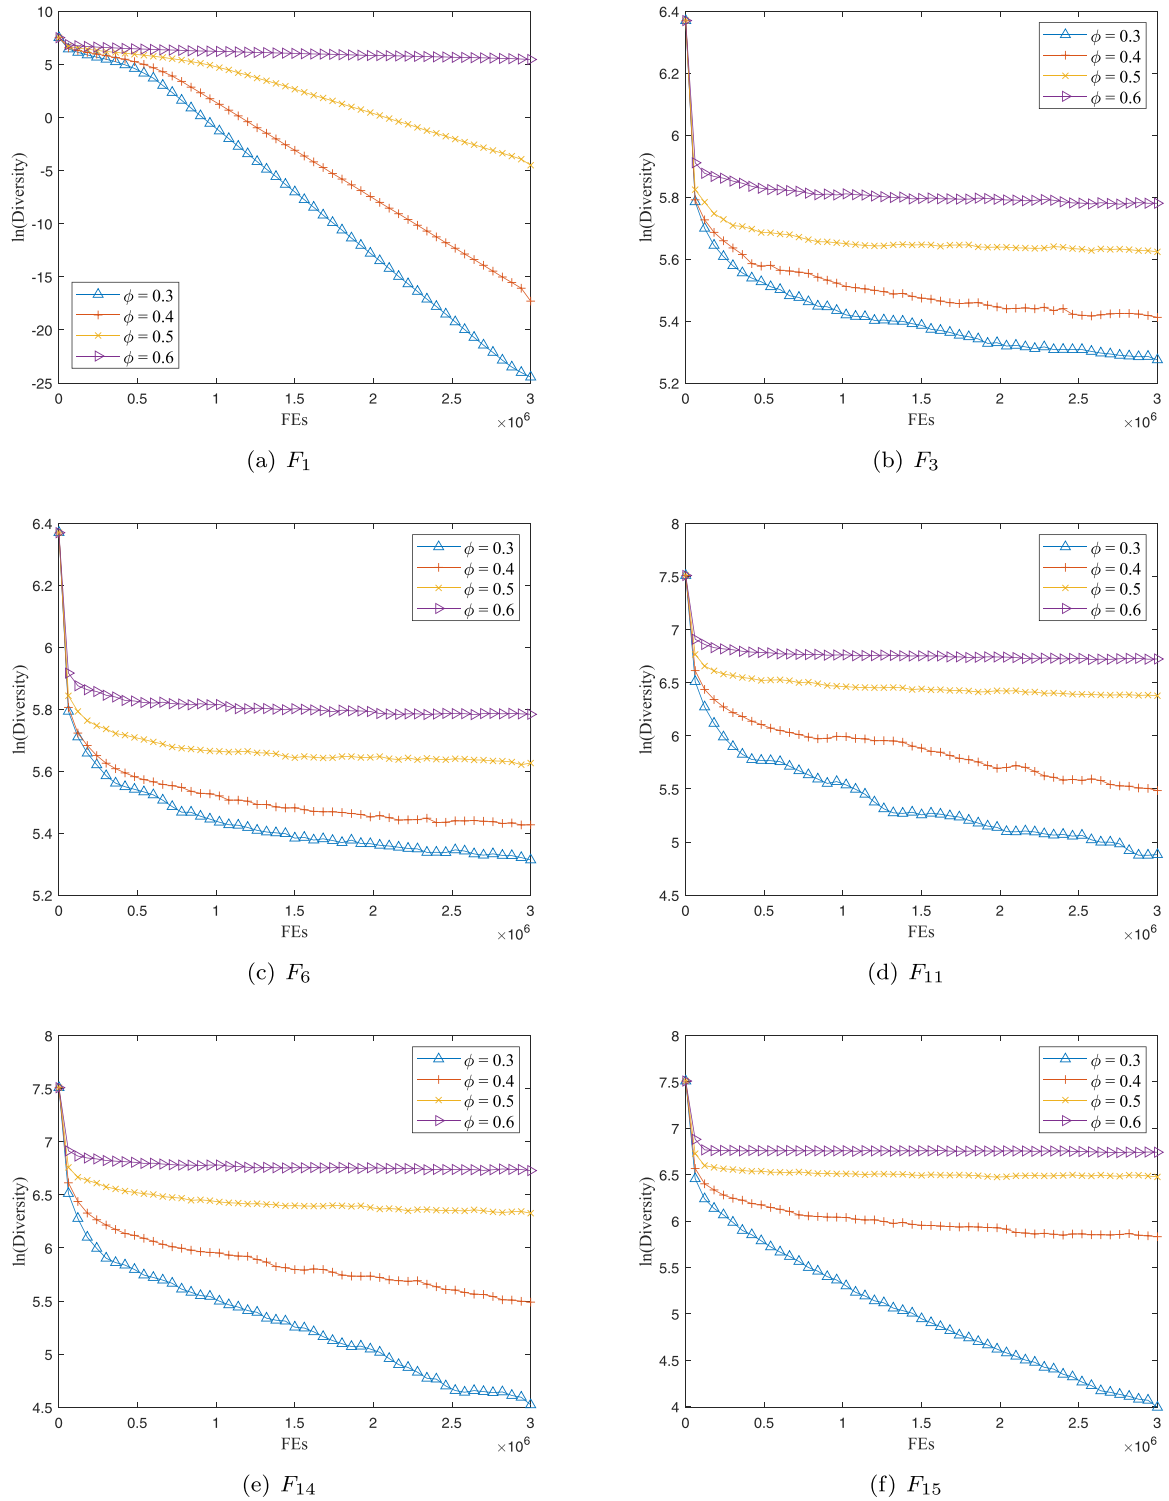 10
5
0
-5
-10
-15
-20
-25
ln(Diversity)
ϕ = 0.3
ϕ = 0.4
ϕ = 0.5
ϕ = 0.6
0 0.5 1 1.5 2 2.5 3
FEs
×10^6
(a) F_1
6.4
6.2
6
5.8
5.6
5.4
5.2
ln(Diversity)
ϕ = 0.3
ϕ = 0.4
ϕ = 0.5
ϕ = 0.6
0 0.5 1 1.5 2 2.5 3
FEs
×10^6
(b) F_3
6.4
6.2
6
5.8
5.6
5.4
5.2
ln(Diversity)
ϕ = 0.3
ϕ = 0.4
ϕ = 0.5
ϕ = 0.6
0 0.5 1 1.5 2 2.5 3
FEs
×10^6
(c) F_6
8
7.5
7
6.5
6
5.5
5
4.5
ln(Diversity)
ϕ = 0.3
ϕ = 0.4
ϕ = 0.5
ϕ = 0.6
0 0.5 1 1.5 2 2.5 3
FEs
×10^6
(d) F_11
8
7.5
7
6.5
6
5.5
5
4.5
ln(Diversity)
ϕ = 0.3
ϕ = 0.4
ϕ = 0.5
ϕ = 0.6
0 0.5 1 1.5 2 2.5 3
FEs
×10^6
(e) F_14
8
7.5
7
6.5
6
5.5
5
4.5
4
ln(Diversity)
ϕ = 0.3
ϕ = 0.4
ϕ = 0.5
ϕ = 0.6
0 0.5 1 1.5 2 2.5 3
FEs
×10^6
(f) F_15